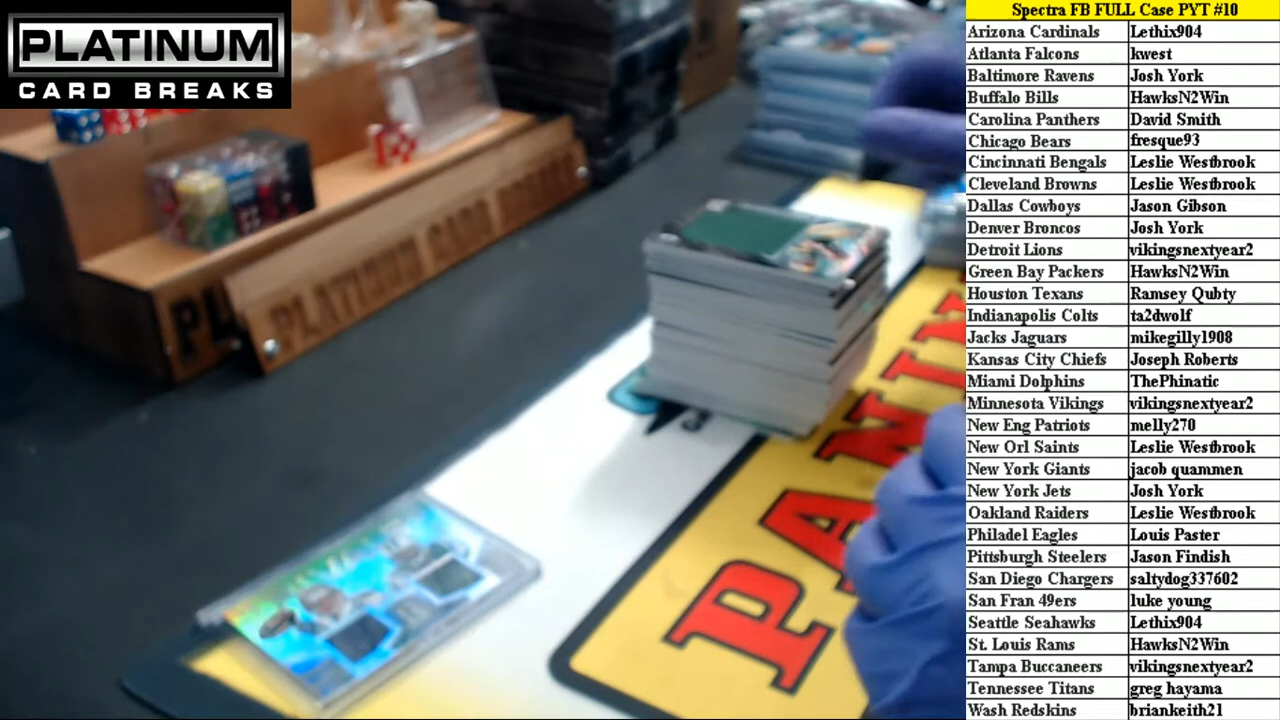 PLATINUM
CARD BREAKS
Spectra FB FULL Case PYT #10
Arizona Cardinals Lethix904
Atlanta Falcons kwest
Baltimore Ravens Josh York
Buffalo Bills HawksN2Win
Carolina Panthers David Smith
Chicago Bears fresque93
Cincinnati Bengals Leslie Westbrook
Cleveland Browns Leslie Westbrook
Dallas Cowboys Jason Gibson
Denver Broncos Josh York
Detroit Lions vikingsnextyear2
Green Bay Packers HawksN2Win
Houston Texans Ramsey Qubty
Indianapolis Colts ta2dwolf
Jacks Jaguars mikegilly1908
Kansas City Chiefs Joseph Roberts
Miami Dolphins ThePhinatic
Minnesota Vikings vikingsnextyear2
New Eng Patriots melly270
New Orl Saints Leslie Westbrook
New York Giants jacob quammen
New York Jets Josh York
Oakland Raiders Leslie Westbrook
Philadel Eagles Louis Paster
Pittsburgh Steelers Jason Findish
San Diego Chargers saltydog337602
San Fran 49ers luke young
Seattle Seahawks Lethix904
St. Louis Rams HawksN2Win
Tampa Buccaneers vikingsnextyear2
Tennessee Titans greg hayama
Wash Redskins briankeith21
PLATINUM CARD BREAKS
PANINI